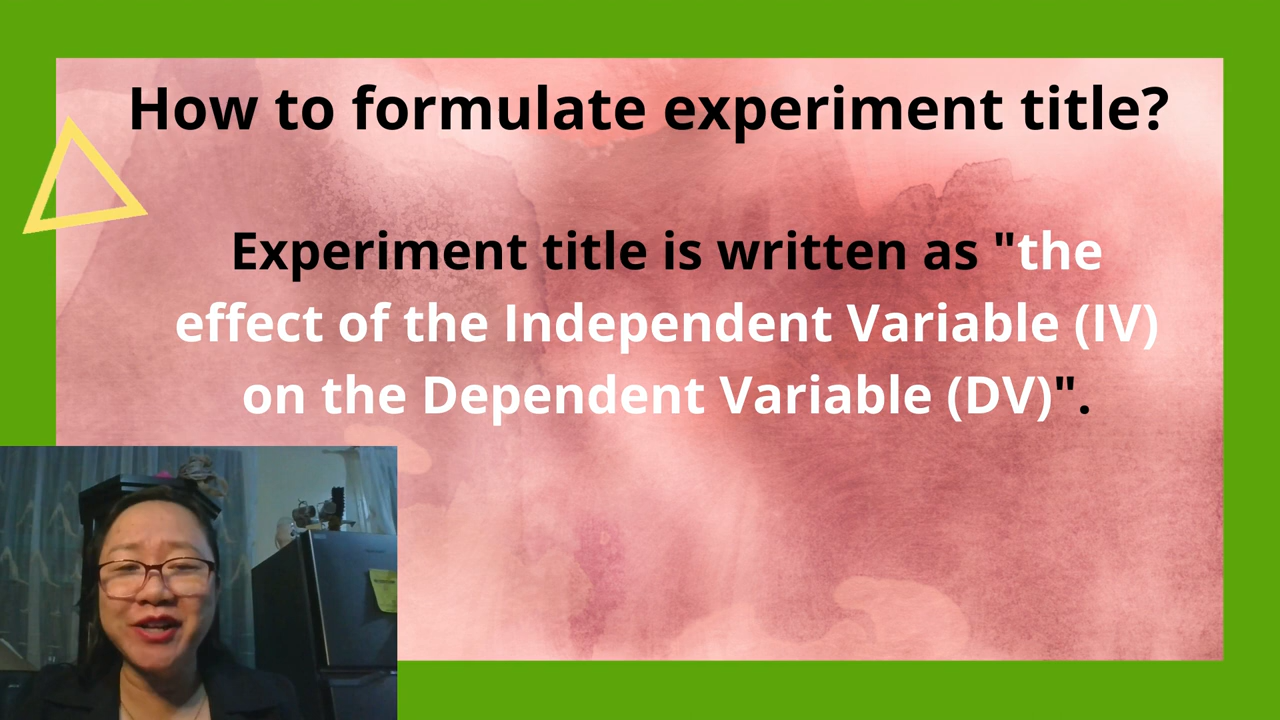 How to formulate experiment title?
Experiment title is written as "the
effect of the Independent Variable (IV)
on the Dependent Variable (DV)".